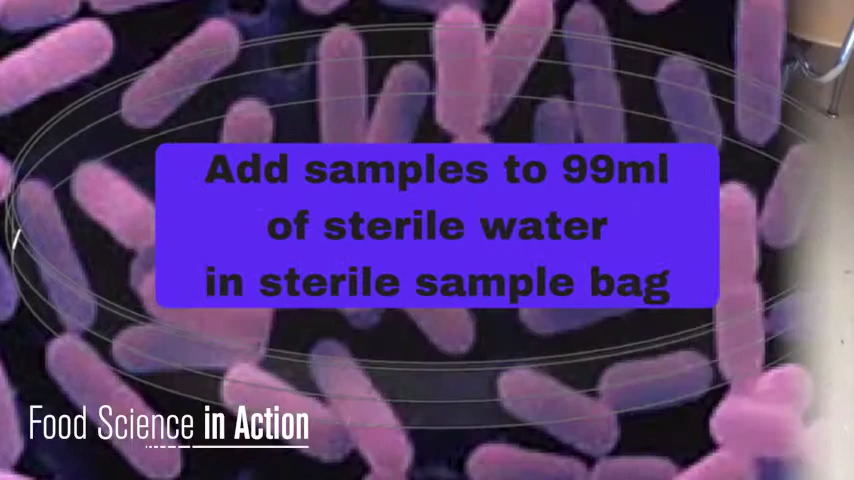 Add samples to 99ml
of sterile water
in sterile sample bag
Food Science in Action